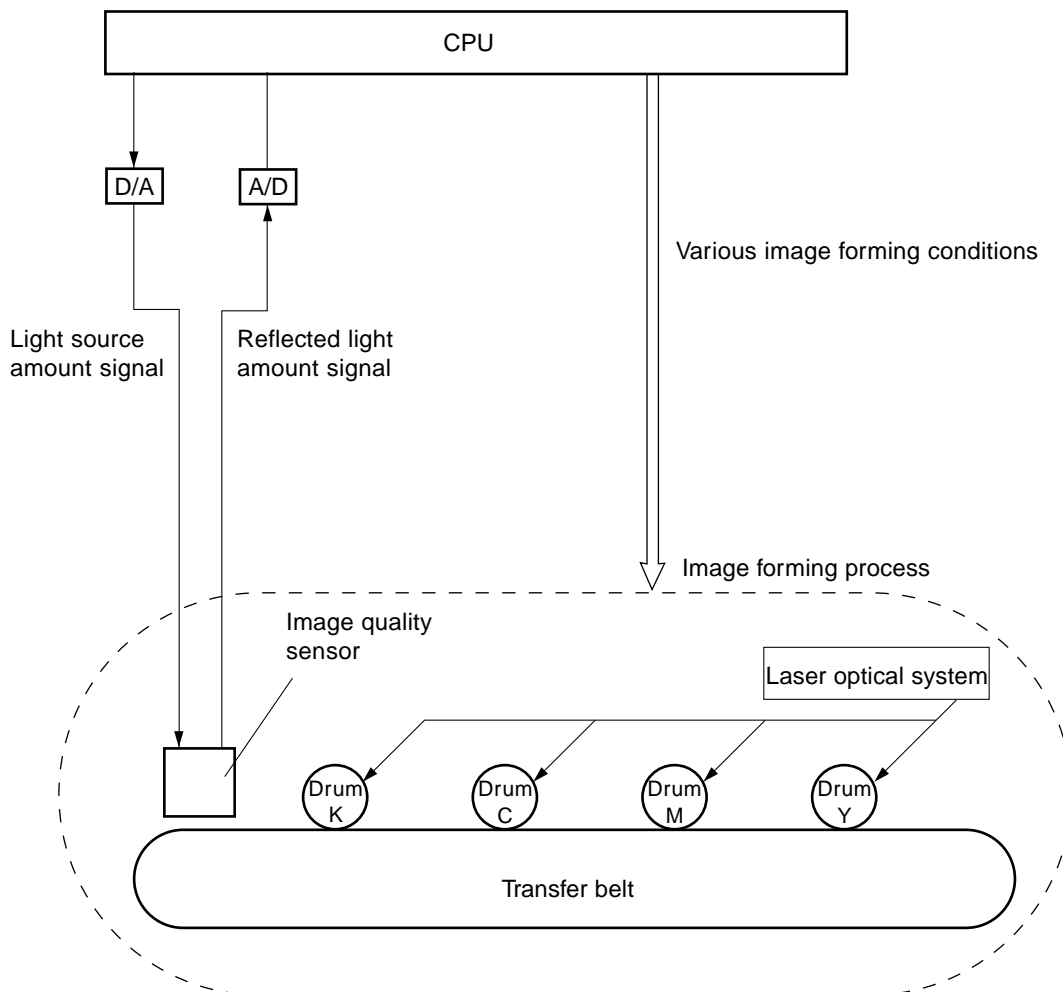 CPU
D/A
A/D
Various image forming conditions
Light source
amount signal
Reflected light
amount signal
Image forming process
Image quality
sensor
Laser optical system
Drum
K
Drum
C
Drum
M
Drum
Y
Transfer belt